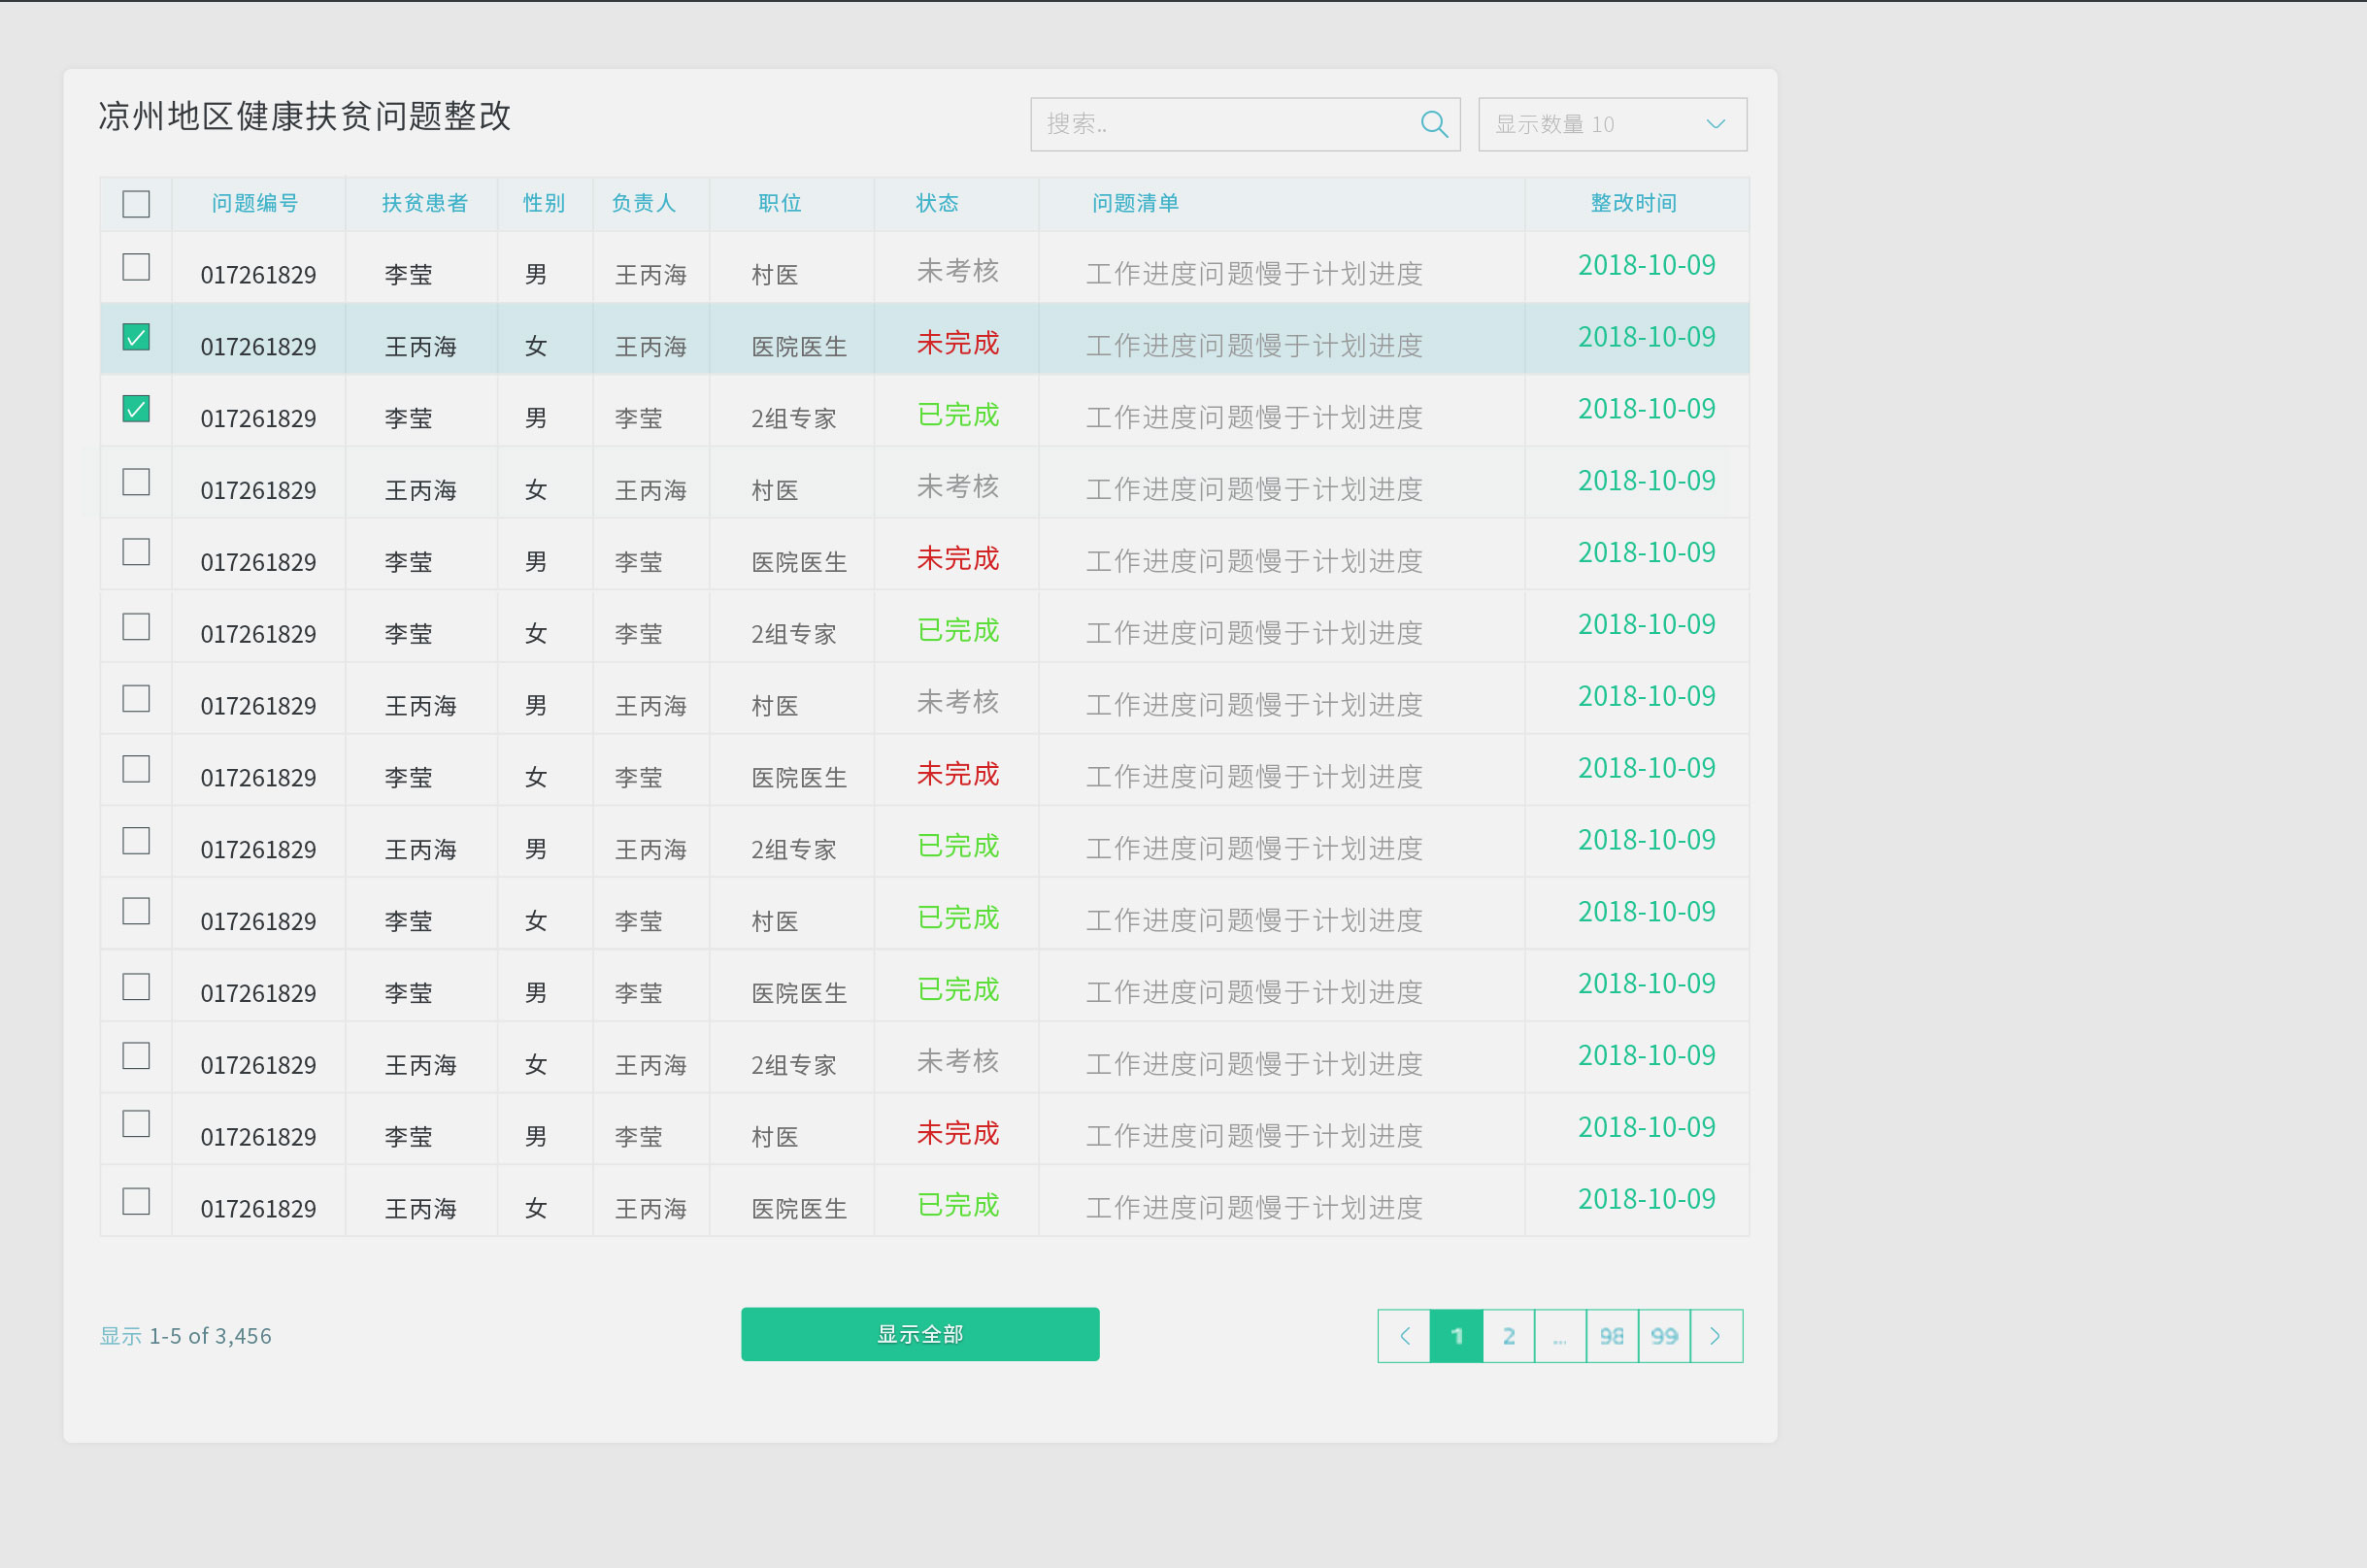 凉州地区健康扶贫问题整改
搜索..
显示数量 10
问题编号 扶贫患者 性别 负责人 职位 状态 问题清单 整改时间
017261829 李莹 男 王丙海 村医 未考核 工作进度问题慢于计划进度 2018-10-09
017261829 王丙海 女 王丙海 医院医生 未完成 工作进度问题慢于计划进度 2018-10-09
017261829 李莹 男 李莹 2组专家 已完成 工作进度问题慢于计划进度 2018-10-09
017261829 王丙海 女 王丙海 村医 未考核 工作进度问题慢于计划进度 2018-10-09
017261829 李莹 男 李莹 医院医生 未完成 工作进度问题慢于计划进度 2018-10-09
017261829 李莹 女 李莹 2组专家 已完成 工作进度问题慢于计划进度 2018-10-09
017261829 王丙海 男 王丙海 村医 未考核 工作进度问题慢于计划进度 2018-10-09
017261829 李莹 女 李莹 医院医生 未完成 工作进度问题慢于计划进度 2018-10-09
017261829 王丙海 男 王丙海 2组专家 已完成 工作进度问题慢于计划进度 2018-10-09
017261829 李莹 女 李莹 村医 已完成 工作进度问题慢于计划进度 2018-10-09
017261829 李莹 男 李莹 医院医生 已完成 工作进度问题慢于计划进度 2018-10-09
017261829 王丙海 女 王丙海 2组专家 未考核 工作进度问题慢于计划进度 2018-10-09
017261829 李莹 男 李莹 村医 未完成 工作进度问题慢于计划进度 2018-10-09
017261829 王丙海 女 王丙海 医院医生 已完成 工作进度问题慢于计划进度 2018-10-09
显示 1-5 of 3,456
显示全部
1 2 ... 98 99